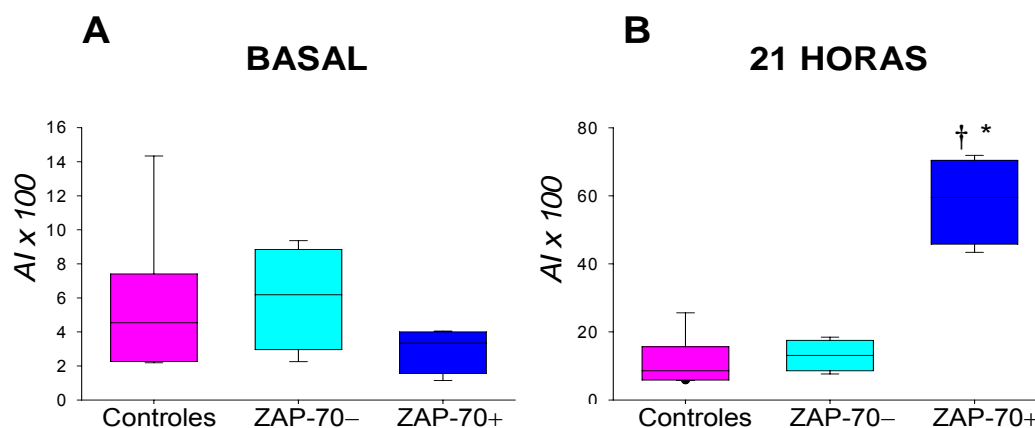 A
BASAL
AI x 100
16
14
12
10
8
6
4
2
0
Controles
ZAP-70−
ZAP-70+
B
21 HORAS
AI x 100
80
60
40
20
0
† *
Controles
ZAP-70−
ZAP-70+